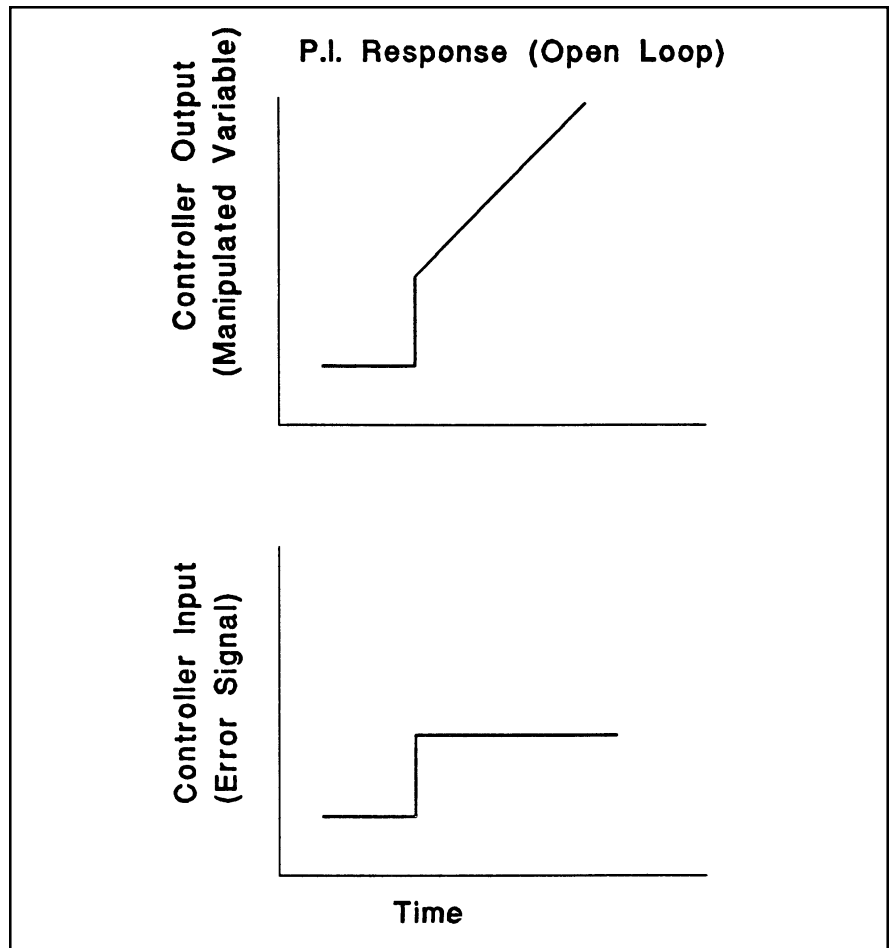 P.I. Response (Open Loop)
Controller Output
(Manipulated Variable)
Controller Input
(Error Signal)
Time